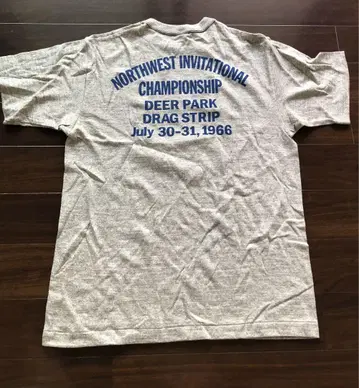 NORTHWEST INVITATIONAL
CHAMPIONSHIP
DEER PARK
DRAG STRIP
July 30-31, 1966